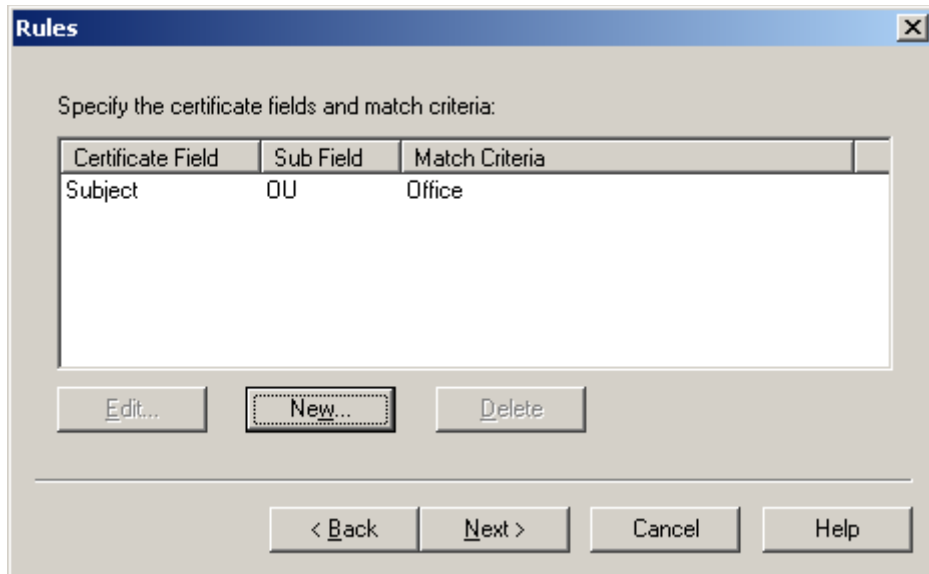 Rules
Specify the certificate fields and match criteria:
Certificate Field Sub Field Match Criteria
Subject OU Office
Edit... New... Delete
< Back Next > Cancel Help